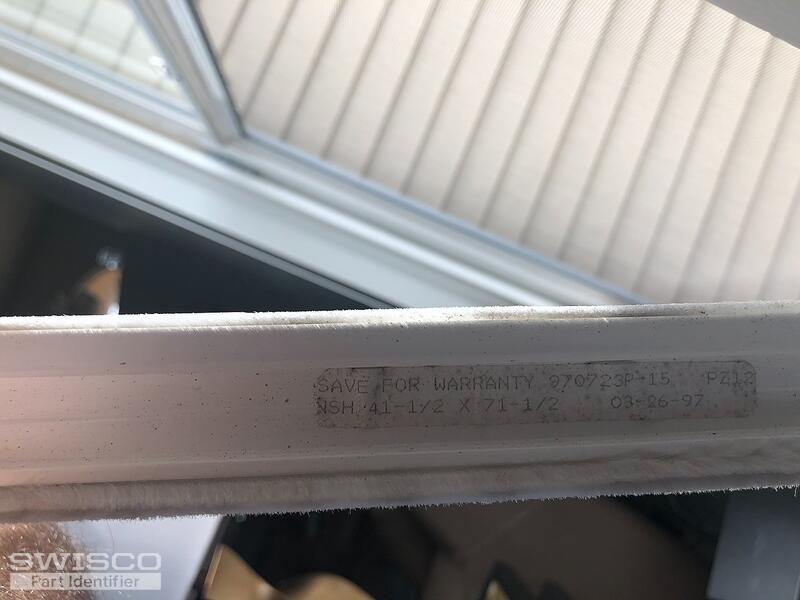 SAVE FOR WARRANTY 970723P-15 PZ12
NSH 41-1/2 X 71-1/2 03-26-97
SWISCO
Part Identifier